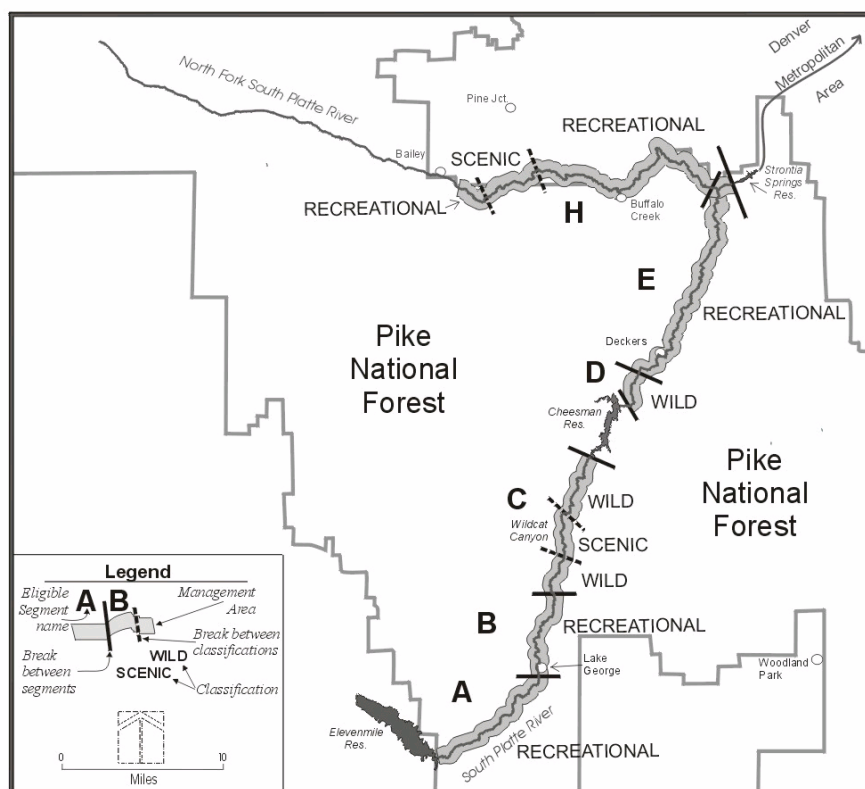 Denver
Metropolitan
Area
North Fork South Platte River
Pine Jct
RECREATIONAL
Bailey
SCENIC
Strontia
Springs
Res.
RECREATIONAL
H
Buffalo
Creek
E
RECREATIONAL
Pike
National
Forest
Deckers
D
WILD
Cheesman
Res.
Pike
National
Forest
C
WILD
Wildcat
Canyon
SCENIC
WILD
B
RECREATIONAL
Lake
George
Woodland
Park
A
Elevenmile
Res.
South Platte River
RECREATIONAL
Legend
Eligible
Segment
name
A B
Management
Area
Break between
classifications
Break
between
segments
WILD
SCENIC
Classification
0 10
Miles